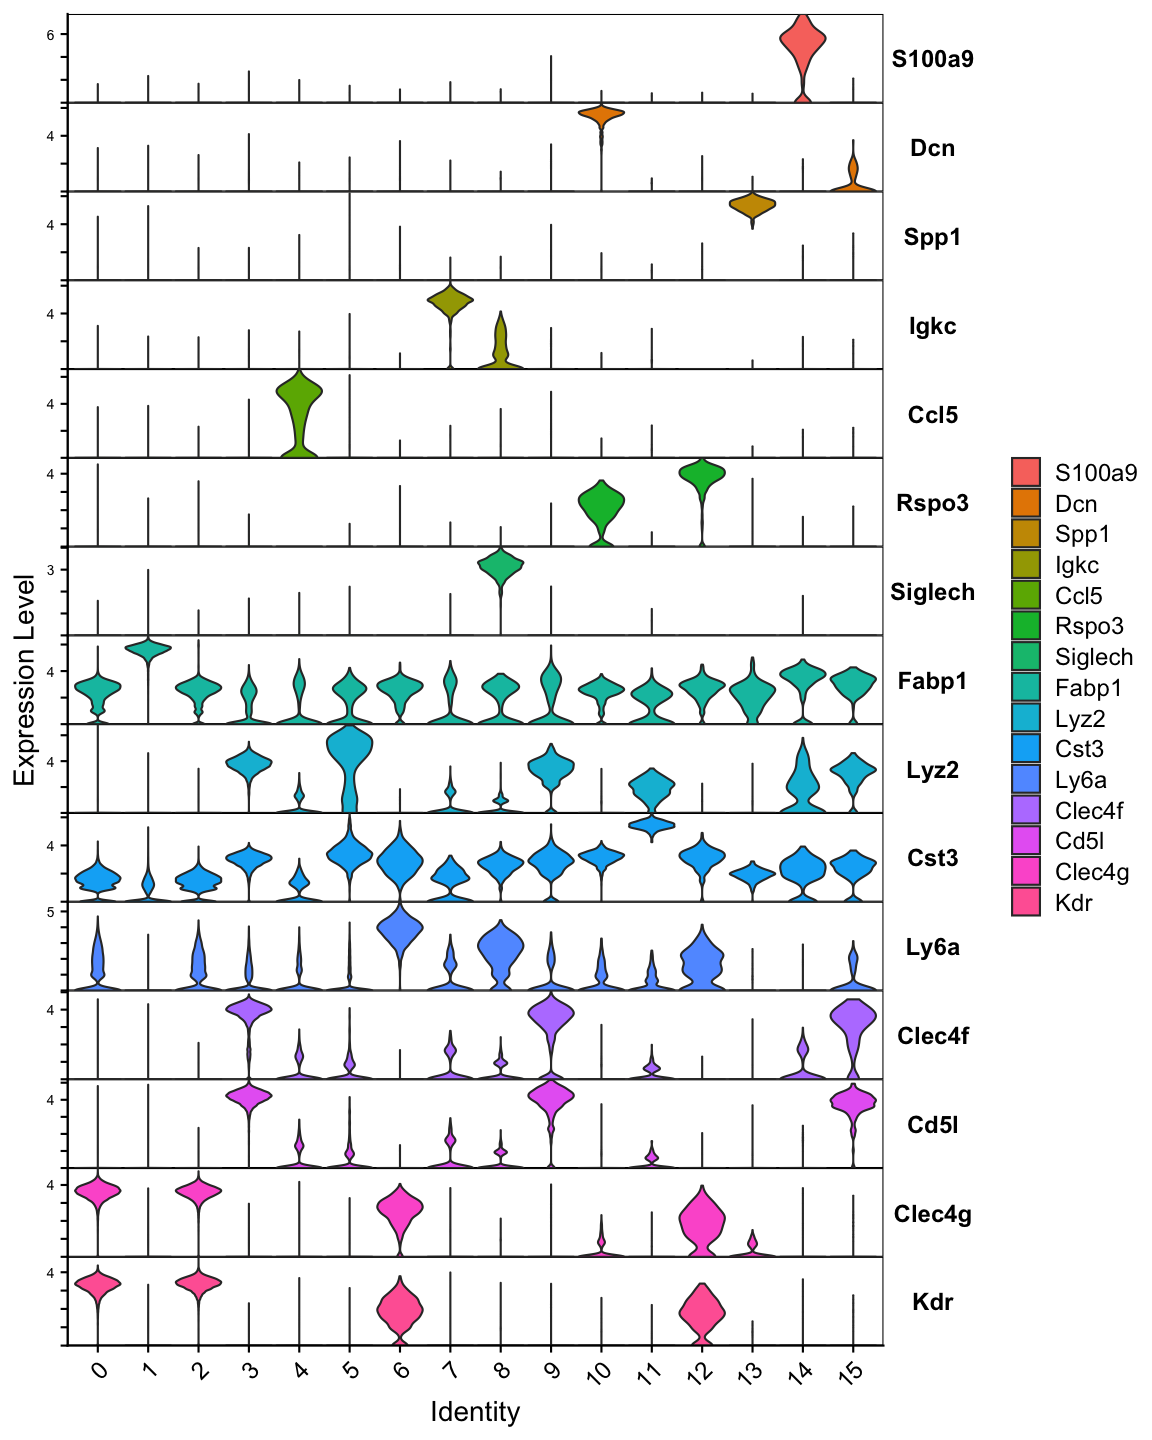 Expression Level
6
S100a9
4
Dcn
4
Spp1
4
Igkc
4
Ccl5
4
Rspo3
3
Siglech
4
Fabp1
4
Lyz2
4
Cst3
5
Ly6a
4
Clec4f
4
Cd5l
4
Clec4g
4
Kdr
0 1 2 3 4 5 6 7 8 9 10 11 12 13 14 15
Identity
S100a9
Dcn
Spp1
Igkc
Ccl5
Rspo3
Siglech
Fabp1
Lyz2
Cst3
Ly6a
Clec4f
Cd5l
Clec4g
Kdr